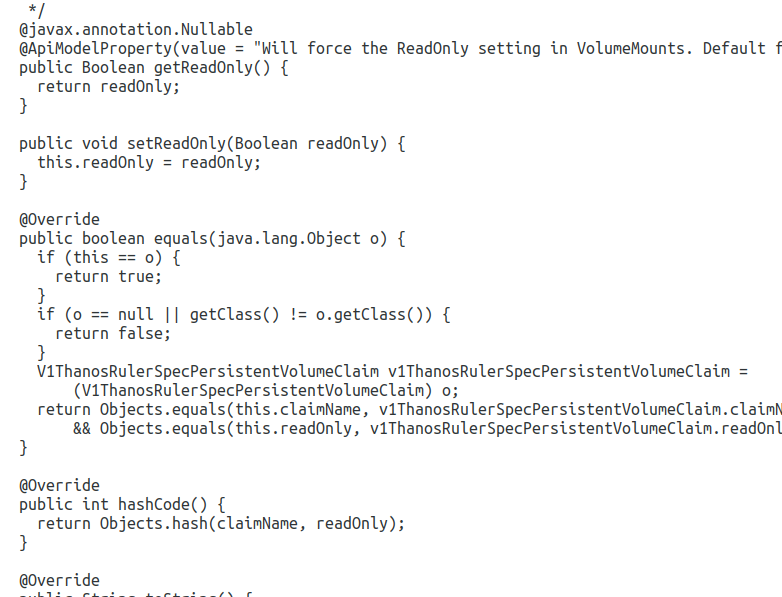 */
@javax.annotation.Nullable
@ApiModelProperty(value = "Will force the ReadOnly setting in VolumeMounts. Default f
public Boolean getReadOnly() {
return readOnly;
}
public void setReadOnly(Boolean readOnly) {
this.readOnly = readOnly;
}
@Override
public boolean equals(java.lang.Object o) {
if (this == o) {
return true;
}
if (o == null || getClass() != o.getClass()) {
return false;
}
V1ThanosRulerSpecPersistentVolumeClaim v1ThanosRulerSpecPersistentVolumeClaim =
(V1ThanosRulerSpecPersistentVolumeClaim) o;
return Objects.equals(this.claimName, v1ThanosRulerSpecPersistentVolumeClaim.claimN
&& Objects.equals(this.readOnly, v1ThanosRulerSpecPersistentVolumeClaim.readOnl
}
@Override
public int hashCode() {
return Objects.hash(claimName, readOnly);
}
@Override
public String toString() {